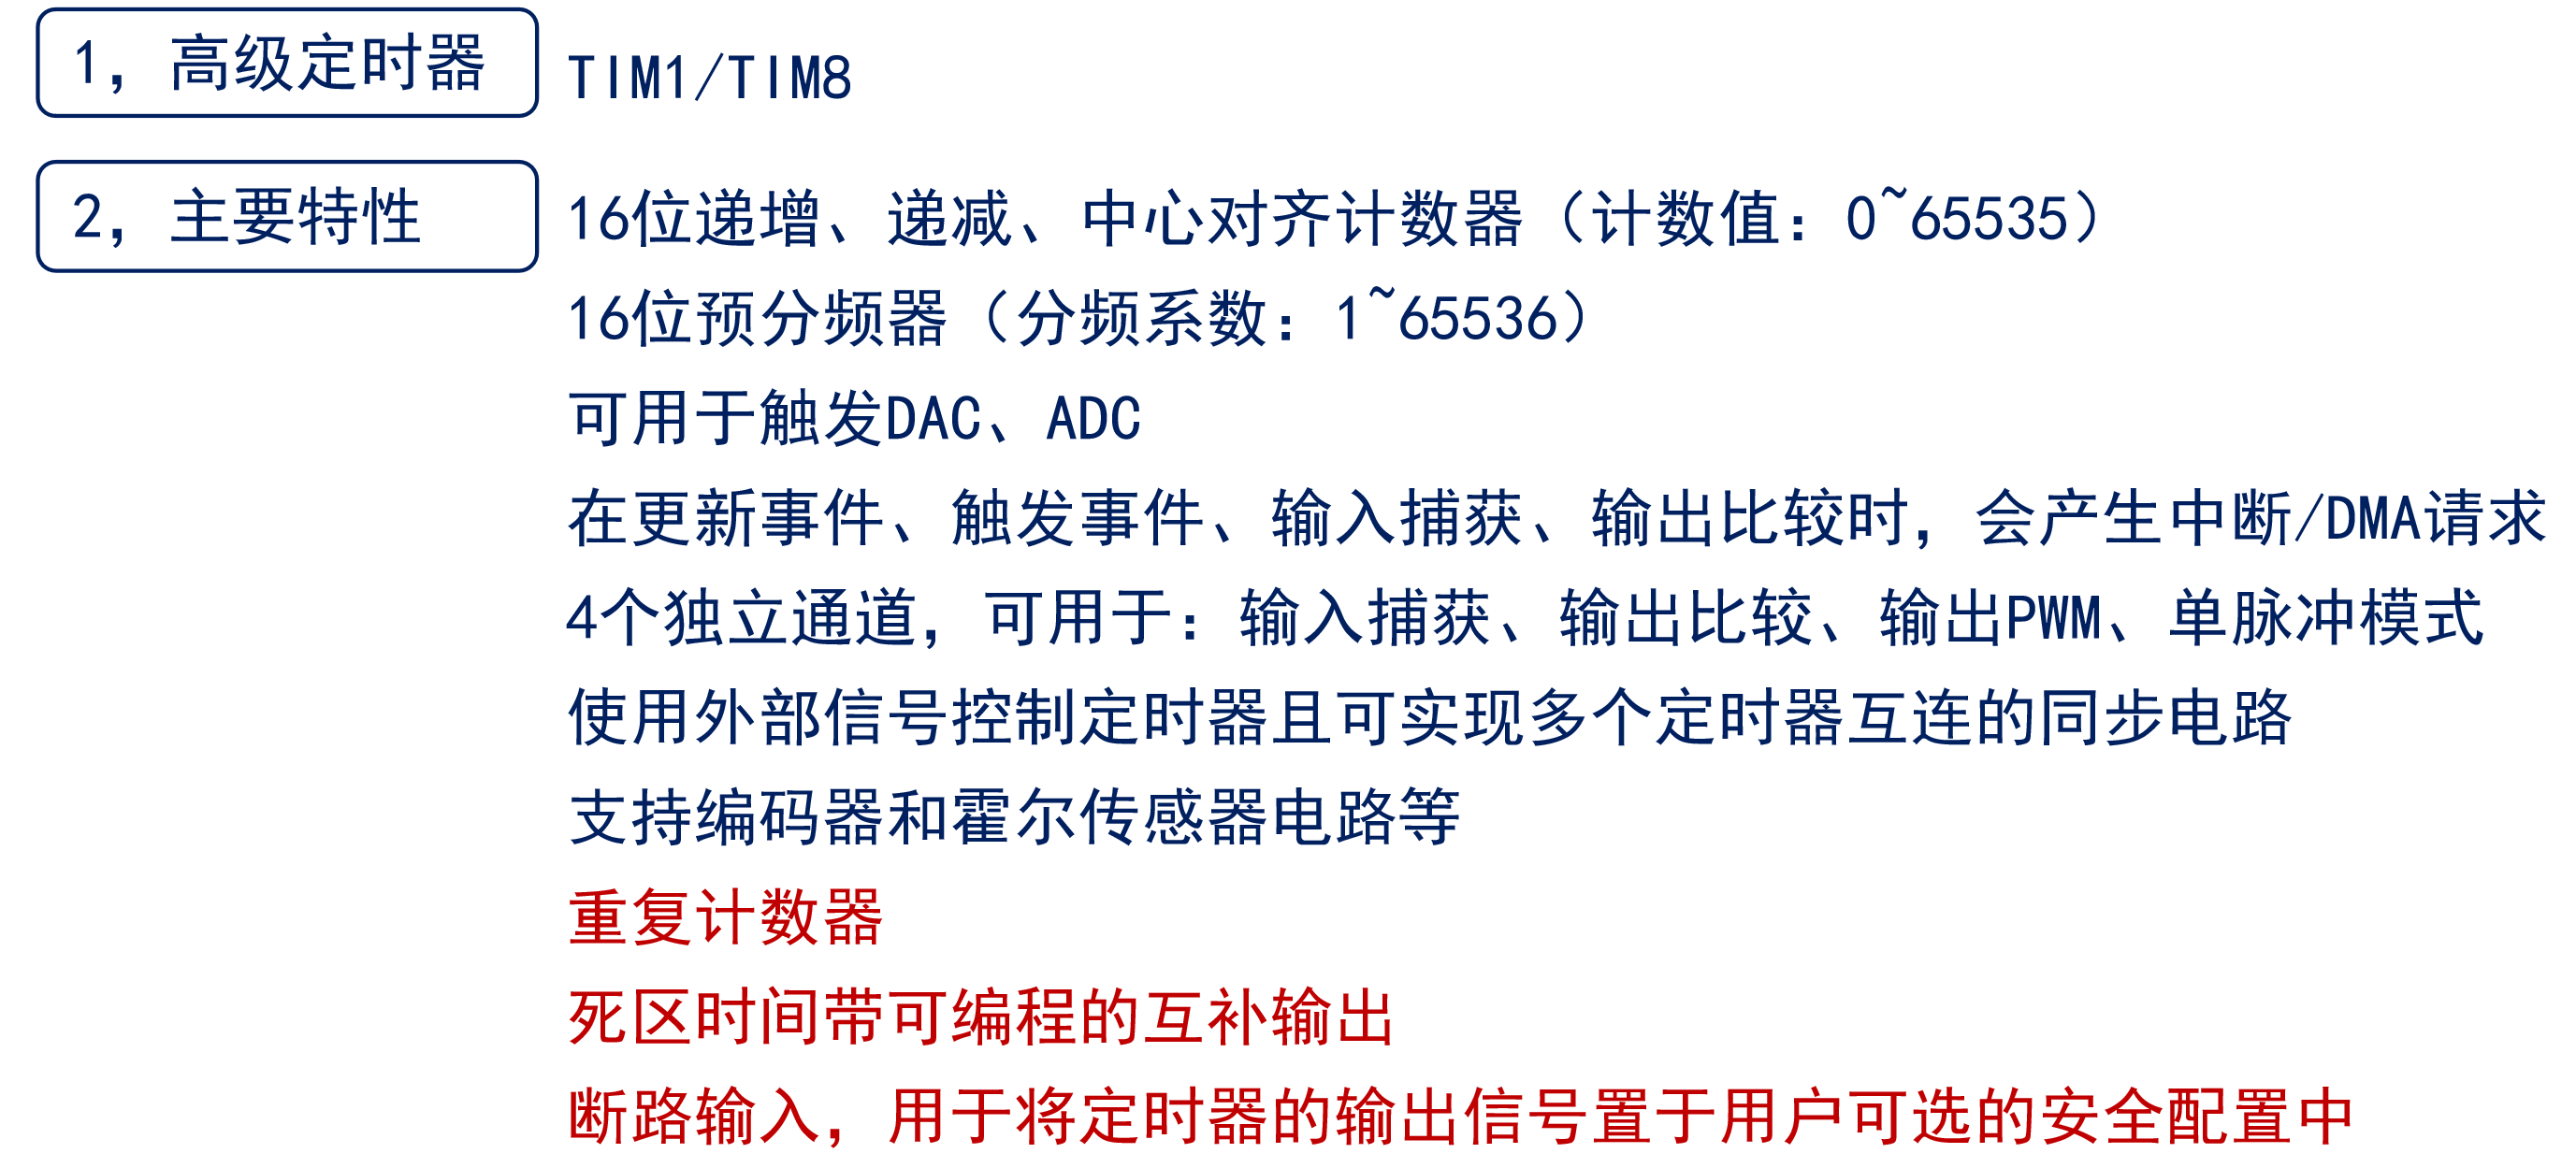 1，高级定时器
TIM1/TIM8
2，主要特性
16位递增、递减、中心对齐计数器（计数值：0~65535）
16位预分频器（分频系数：1~65536）
可用于触发DAC、ADC
在更新事件、触发事件、输入捕获、输出比较时，会产生中断/DMA请求
4个独立通道，可用于：输入捕获、输出比较、输出PWM、单脉冲模式
使用外部信号控制定时器且可实现多个定时器互连的同步电路
支持编码器和霍尔传感器电路等
重复计数器
死区时间带可编程的互补输出
断路输入，用于将定时器的输出信号置于用户可选的安全配置中